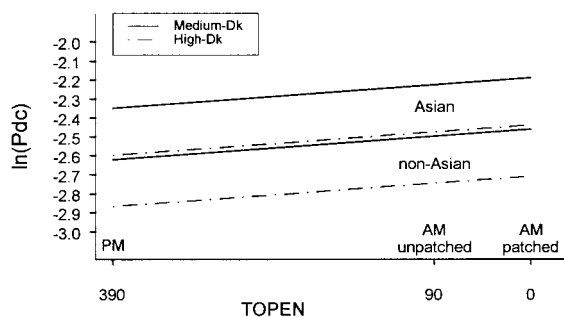 Medium-Dk
High-Dk
ln(Pdc)
-2.0
-2.1
-2.2
-2.3
-2.4
-2.5
-2.6
-2.7
-2.8
-2.9
-3.0
Asian
non-Asian
PM
AM
unpatched
AM
patched
390
90
0
TOPEN